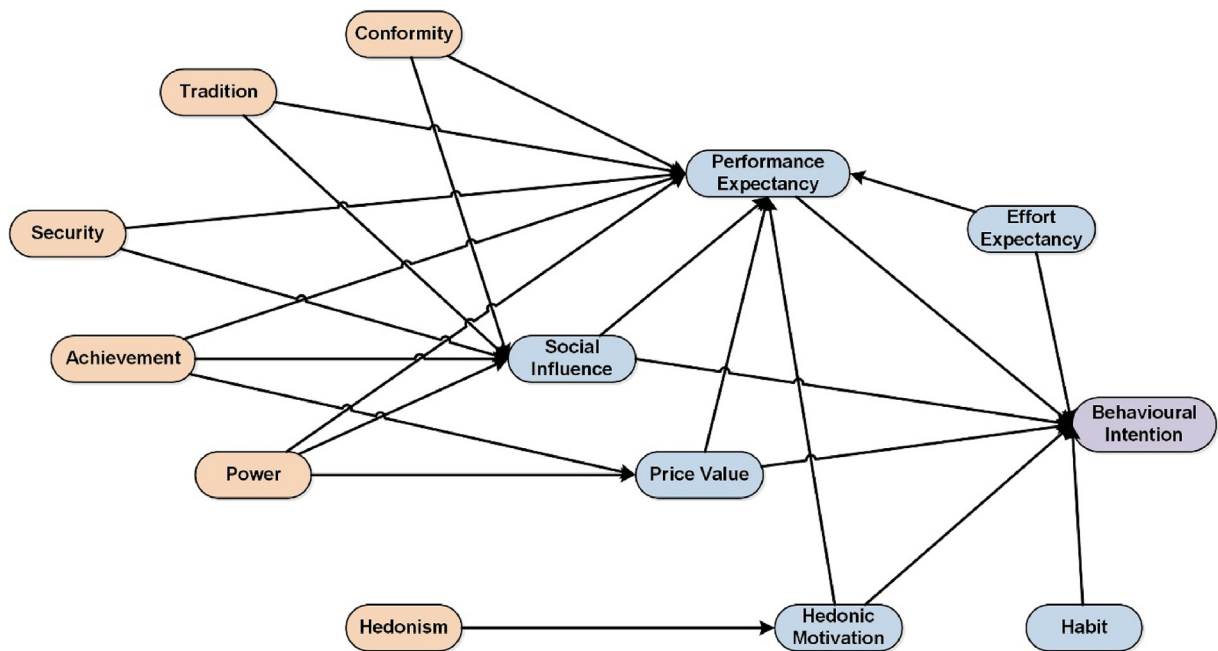 Conformity
Tradition
Performance
Expectancy
Security
Effort
Expectancy
Achievement
Social
Influence
Behavioural
Intention
Power
Price Value
Hedonism
Hedonic
Motivation
Habit